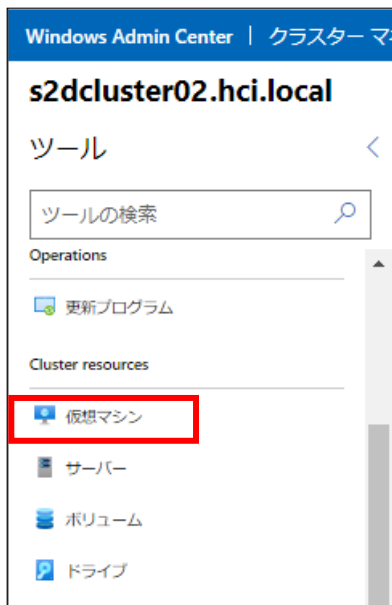 Windows Admin Center | クラスター マネ
s2dcluster02.hci.local
ツール
ツールの検索
Operations
更新プログラム
Cluster resources
仮想マシン
サーバー
ボリューム
ドライブ